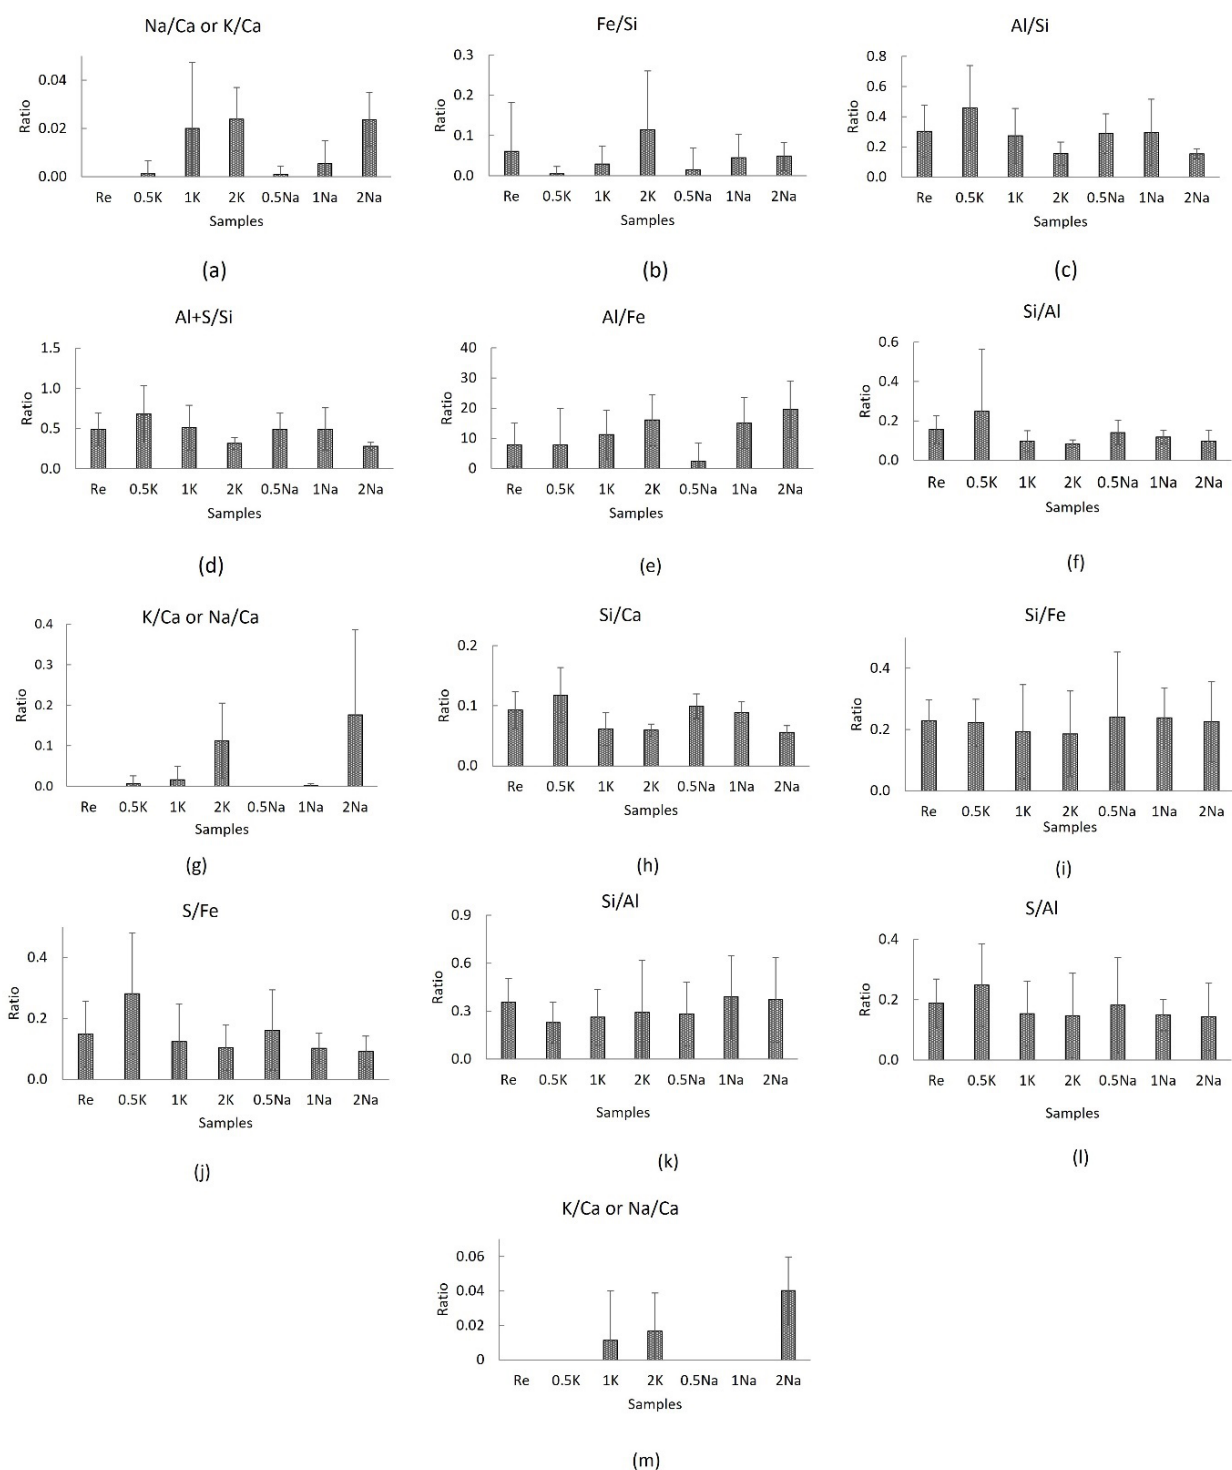 Na/Ca or K/Ca
0.04
0.02
0.00
Ratio
Re 0.5K 1K 2K 0.5Na 1Na 2Na
Samples
(a)
Fe/Si
0.3
0.2
0.1
0.0
Ratio
Re 0.5K 1K 2K 0.5Na 1Na 2Na
Samples
(b)
Al/Si
0.8
0.6
0.4
0.2
0.0
Ratio
Re 0.5K 1K 2K 0.5Na 1Na 2Na
Samples
(c)
Al+S/Si
1.5
1.0
0.5
0.0
Ratio
Re 0.5K 1K 2K 0.5Na 1Na 2Na
Samples
(d)
Al/Fe
40
30
20
10
0
Ratio
Re 0.5K 1K 2K 0.5Na 1Na 2Na
Samples
(e)
Si/Al
0.6
0.4
0.2
0.0
Ratio
Re 0.5K 1K 2K 0.5Na 1Na 2Na
Samples
(f)
K/Ca or Na/Ca
0.4
0.3
0.2
0.1
0.0
Ratio
Re 0.5K 1K 2K 0.5Na 1Na 2Na
Samples
(g)
Si/Ca
0.2
0.1
0.0
Ratio
Re 0.5K 1K 2K 0.5Na 1Na 2Na
Samples
(h)
Si/Fe
0.4
0.2
0.0
Ratio
Re 0.5K 1K 2K 0.5Na 1Na 2Na
Samples
(i)
S/Fe
0.4
0.2
0.0
Ratio
Re 0.5K 1K 2K 0.5Na 1Na 2Na
Samples
(j)
Si/Al
0.9
0.6
0.3
0.0
Ratio
Re 0.5K 1K 2K 0.5Na 1Na 2Na
Samples
(k)
S/Al
0.4
0.2
0.0
Ratio
Re 0.5K 1K 2K 0.5Na 1Na 2Na
Samples
(l)
K/Ca or Na/Ca
0.06
0.04
0.02
0
Ratio
Re 0.5K 1K 2K 0.5Na 1Na 2Na
Samples
(m)